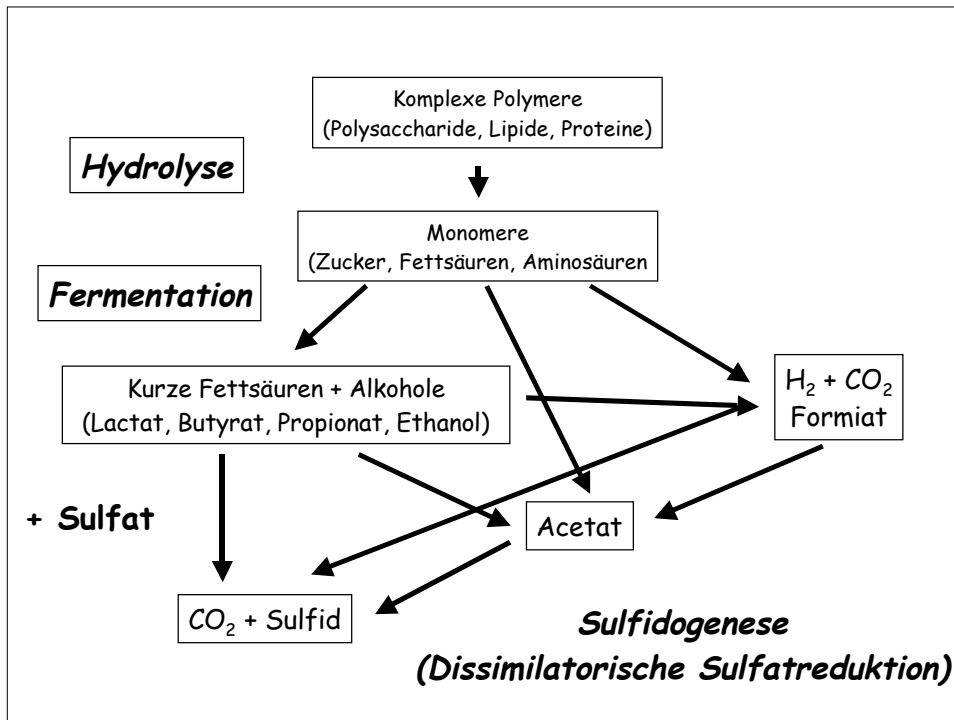 Komplexe Polymere
(Polysaccharide, Lipide, Proteine)
Hydrolyse
Monomere
(Zucker, Fettsäuren, Aminosäuren
Fermentation
Kurze Fettsäuren + Alkohole
(Lactat, Butyrat, Propionat, Ethanol)
H₂ + CO₂
Formiat
+ Sulfat
Acetat
CO₂ + Sulfid
Sulfidogenese
(Dissimilatorische Sulfatreduktion)